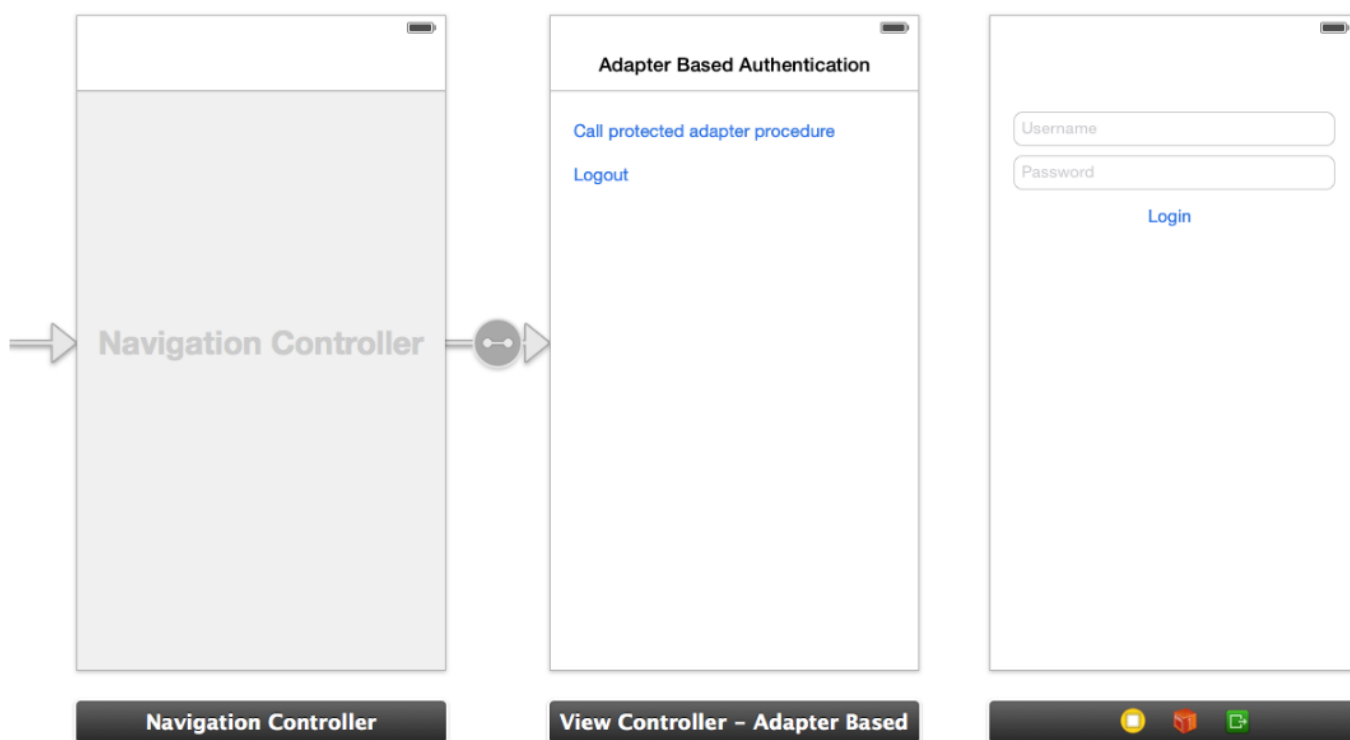 Navigation Controller
Navigation Controller
Adapter Based Authentication
Call protected adapter procedure
Logout
View Controller – Adapter Based
Username
Password
Login